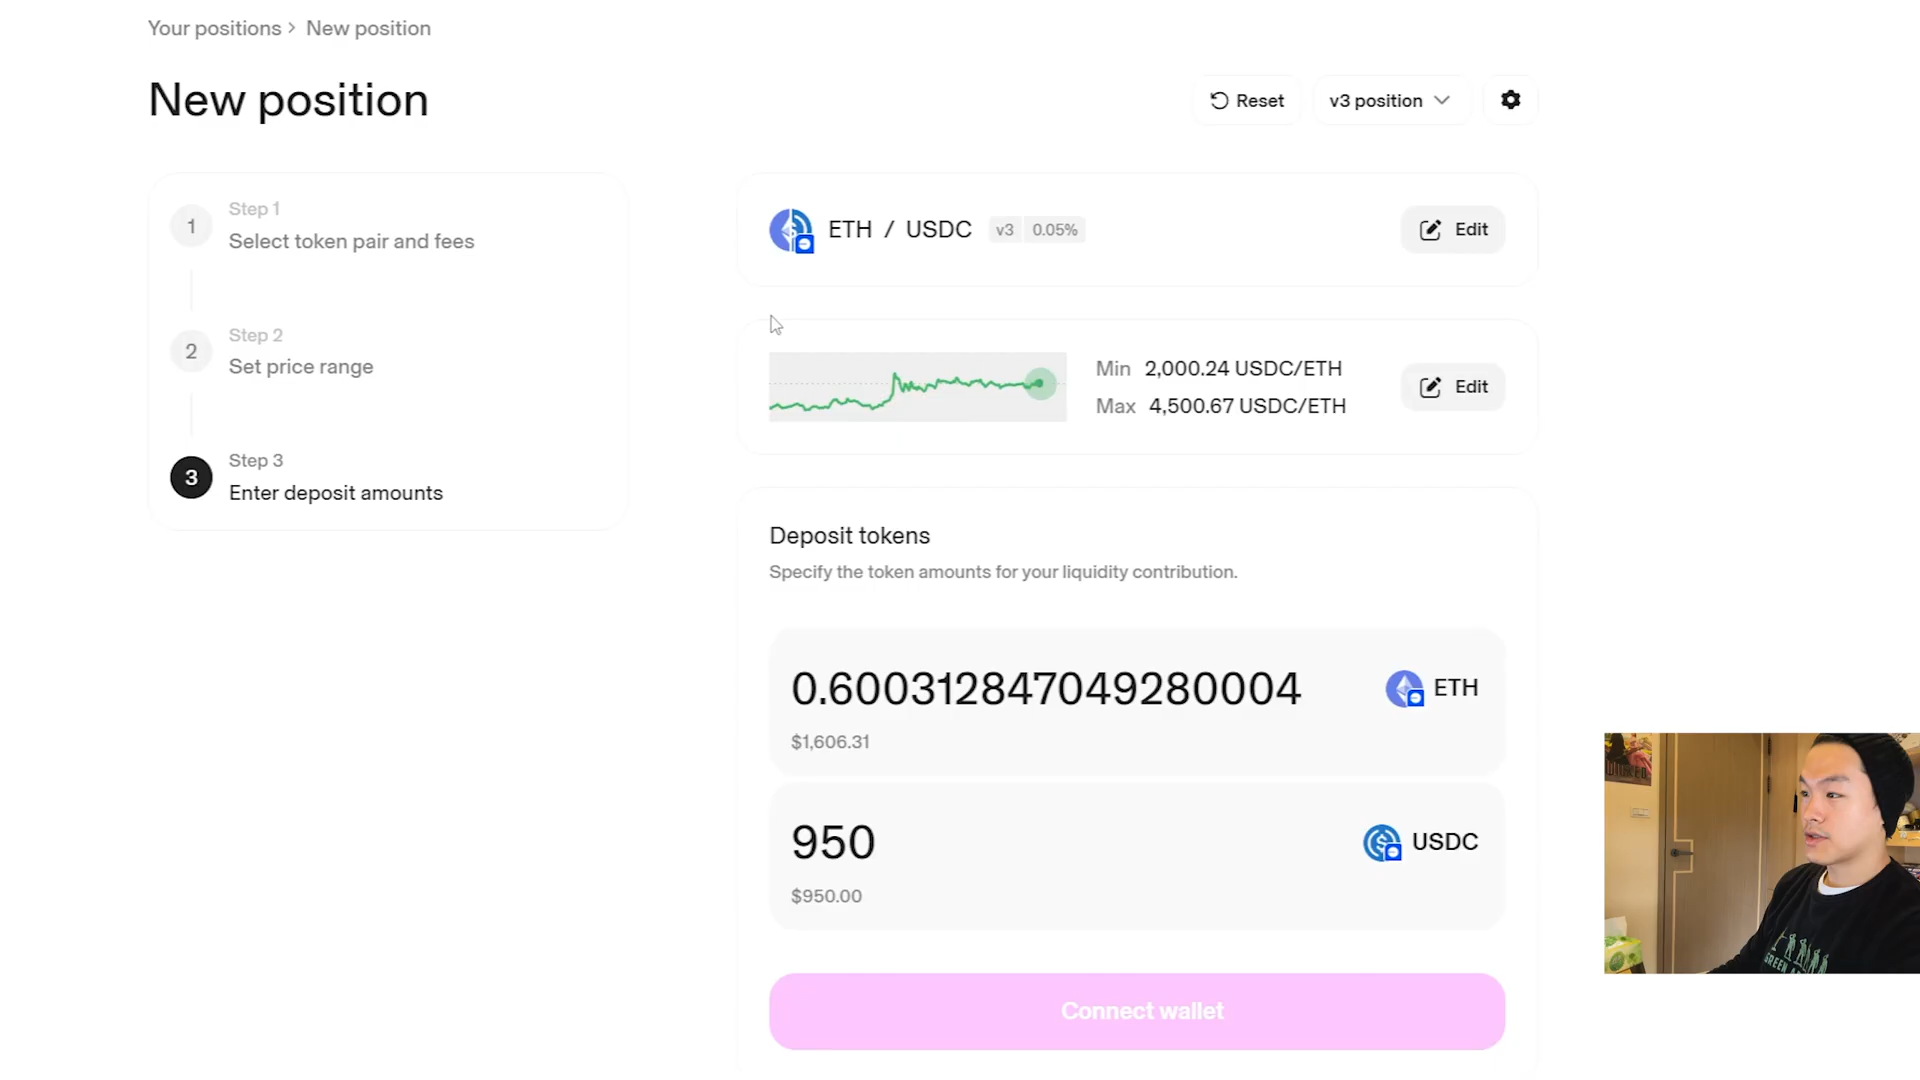 Your positions > New position
New position
Reset
v3 position
1
Step 1
Select token pair and fees
2
Step 2
Set price range
3
Step 3
Enter deposit amounts
ETH / USDC v3 0.05%
Edit
Min 2,000.24 USDC/ETH
Max 4,500.67 USDC/ETH
Edit
Deposit tokens
Specify the token amounts for your liquidity contribution.
0.600312847049280004
ETH
$1,606.31
950
USDC
$950.00
Connect wallet